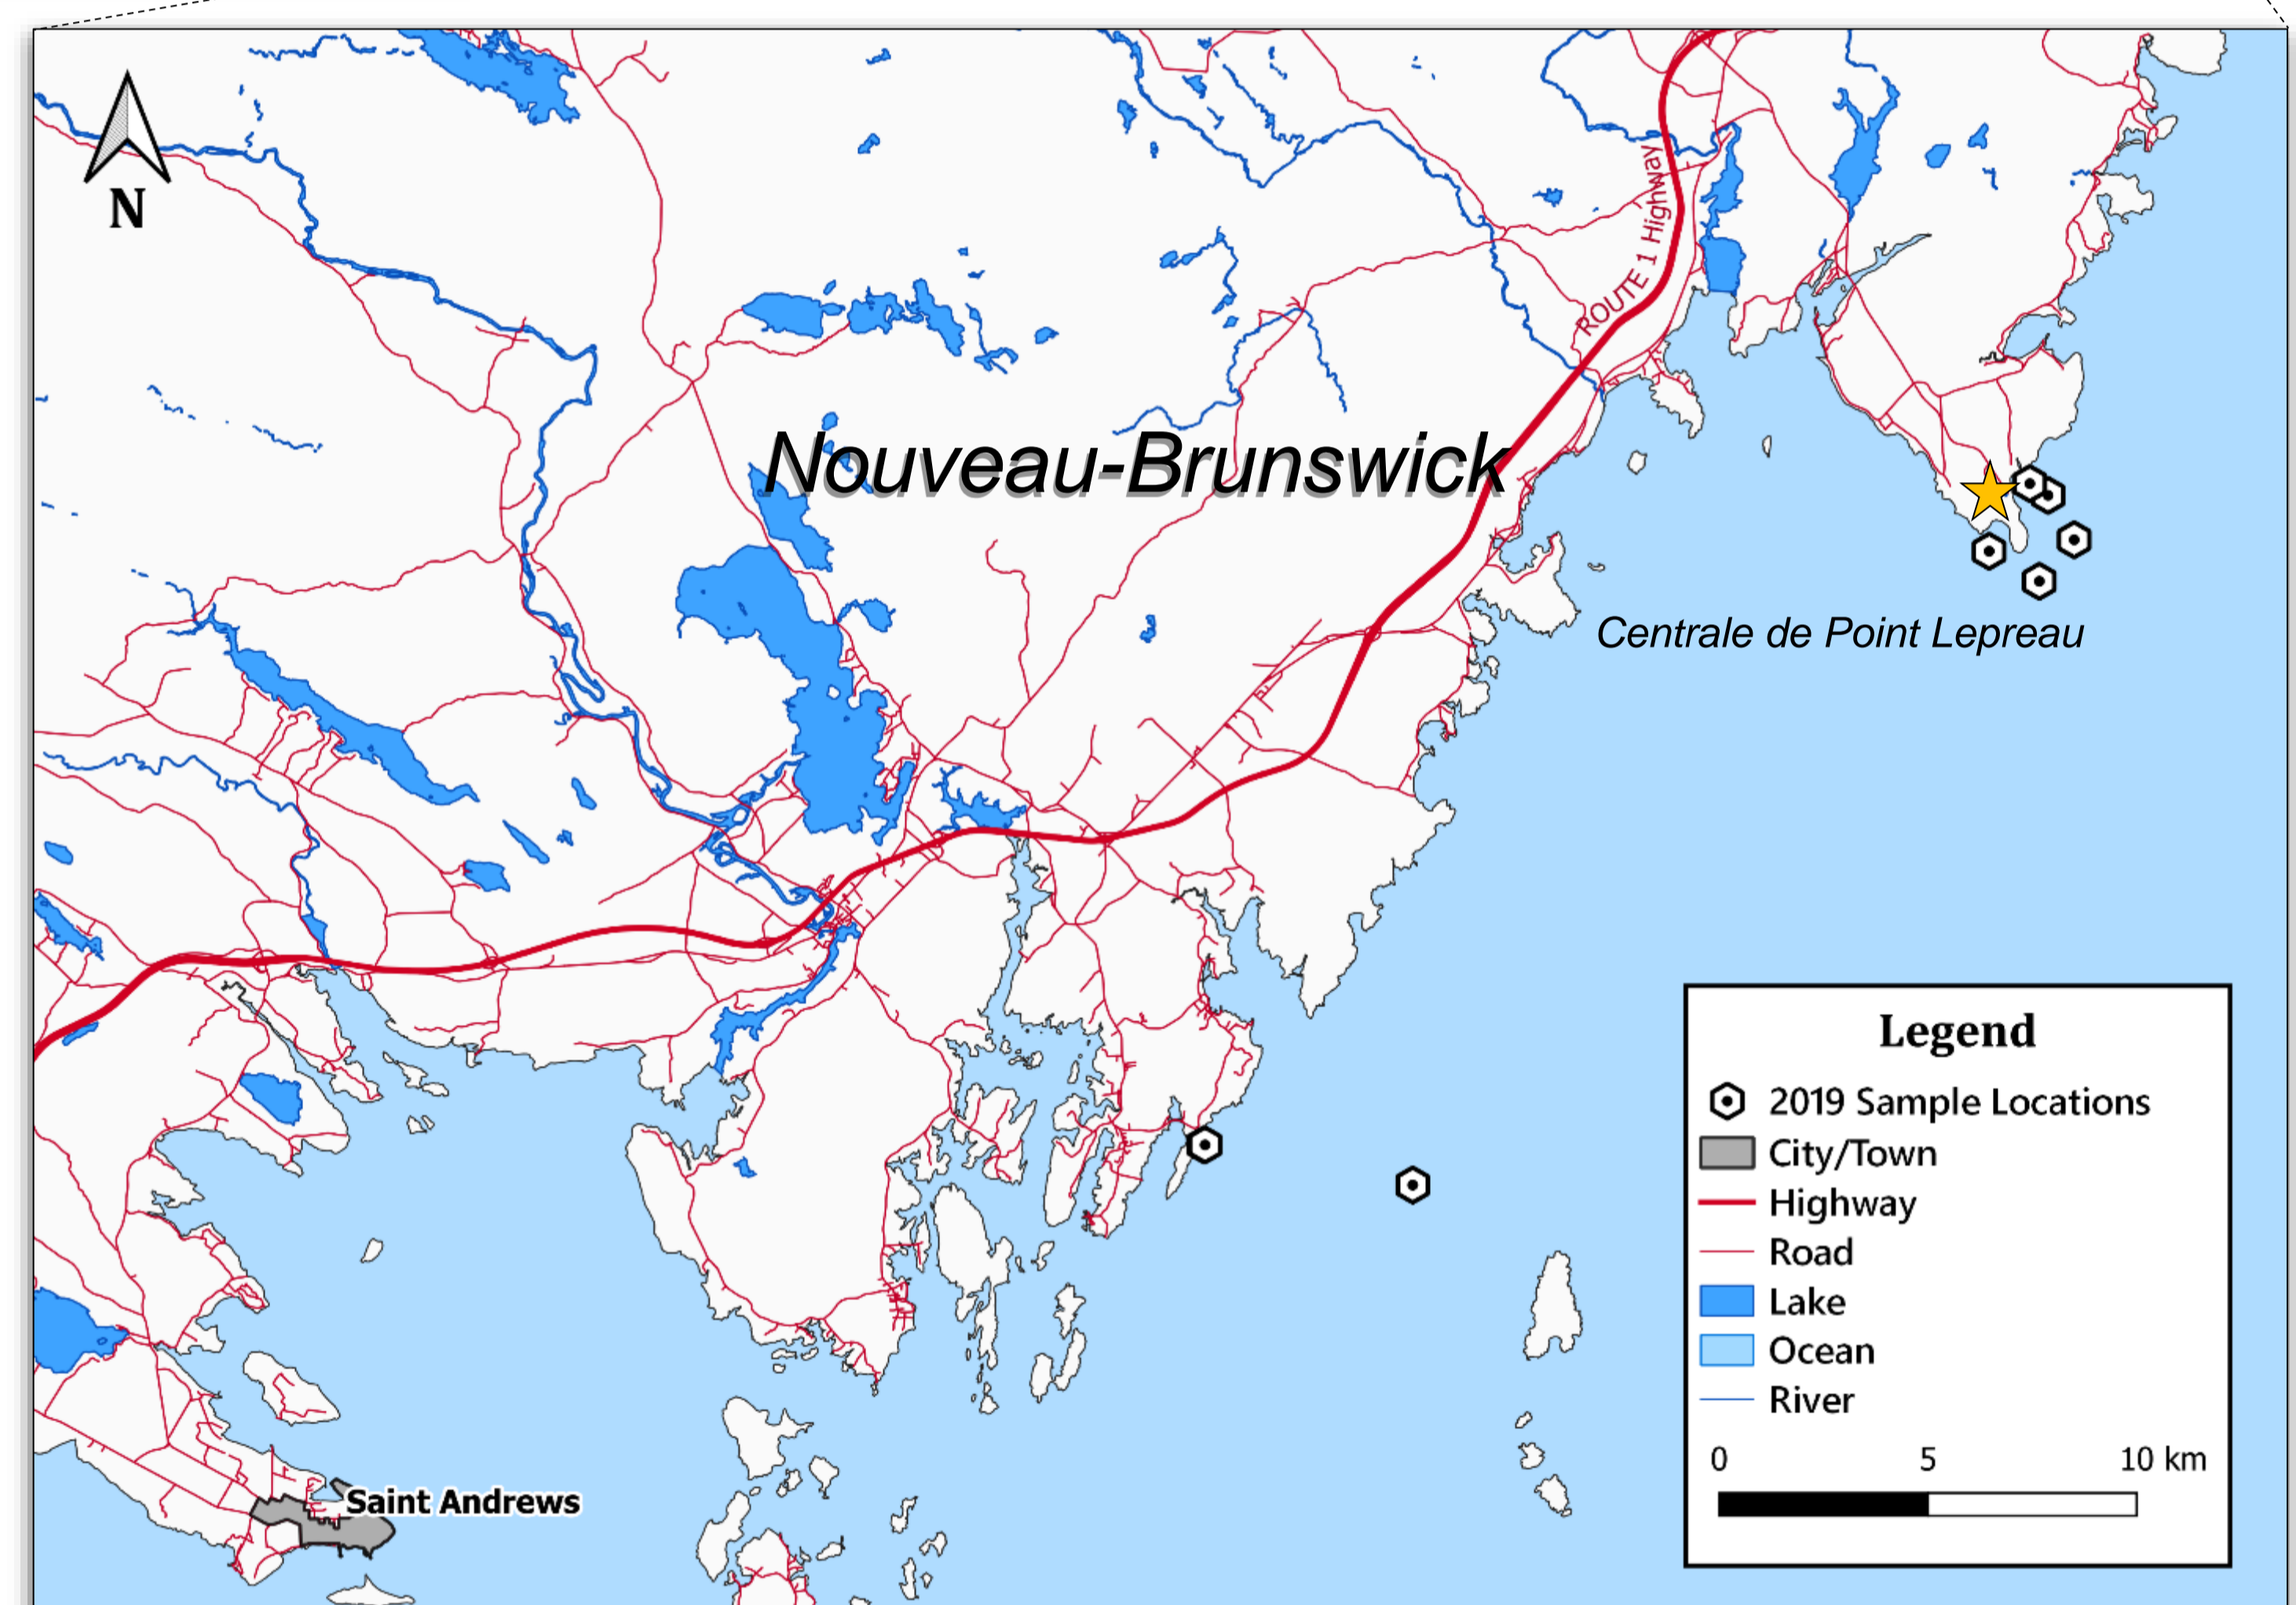 N
ROUTE 1 Highway
Nouveau-Brunswick
Centrale de Point Lepreau
Legend
2019 Sample Locations
City/Town
Highway
Road
Lake
Ocean
River
0 5 10 km
Saint Andrews